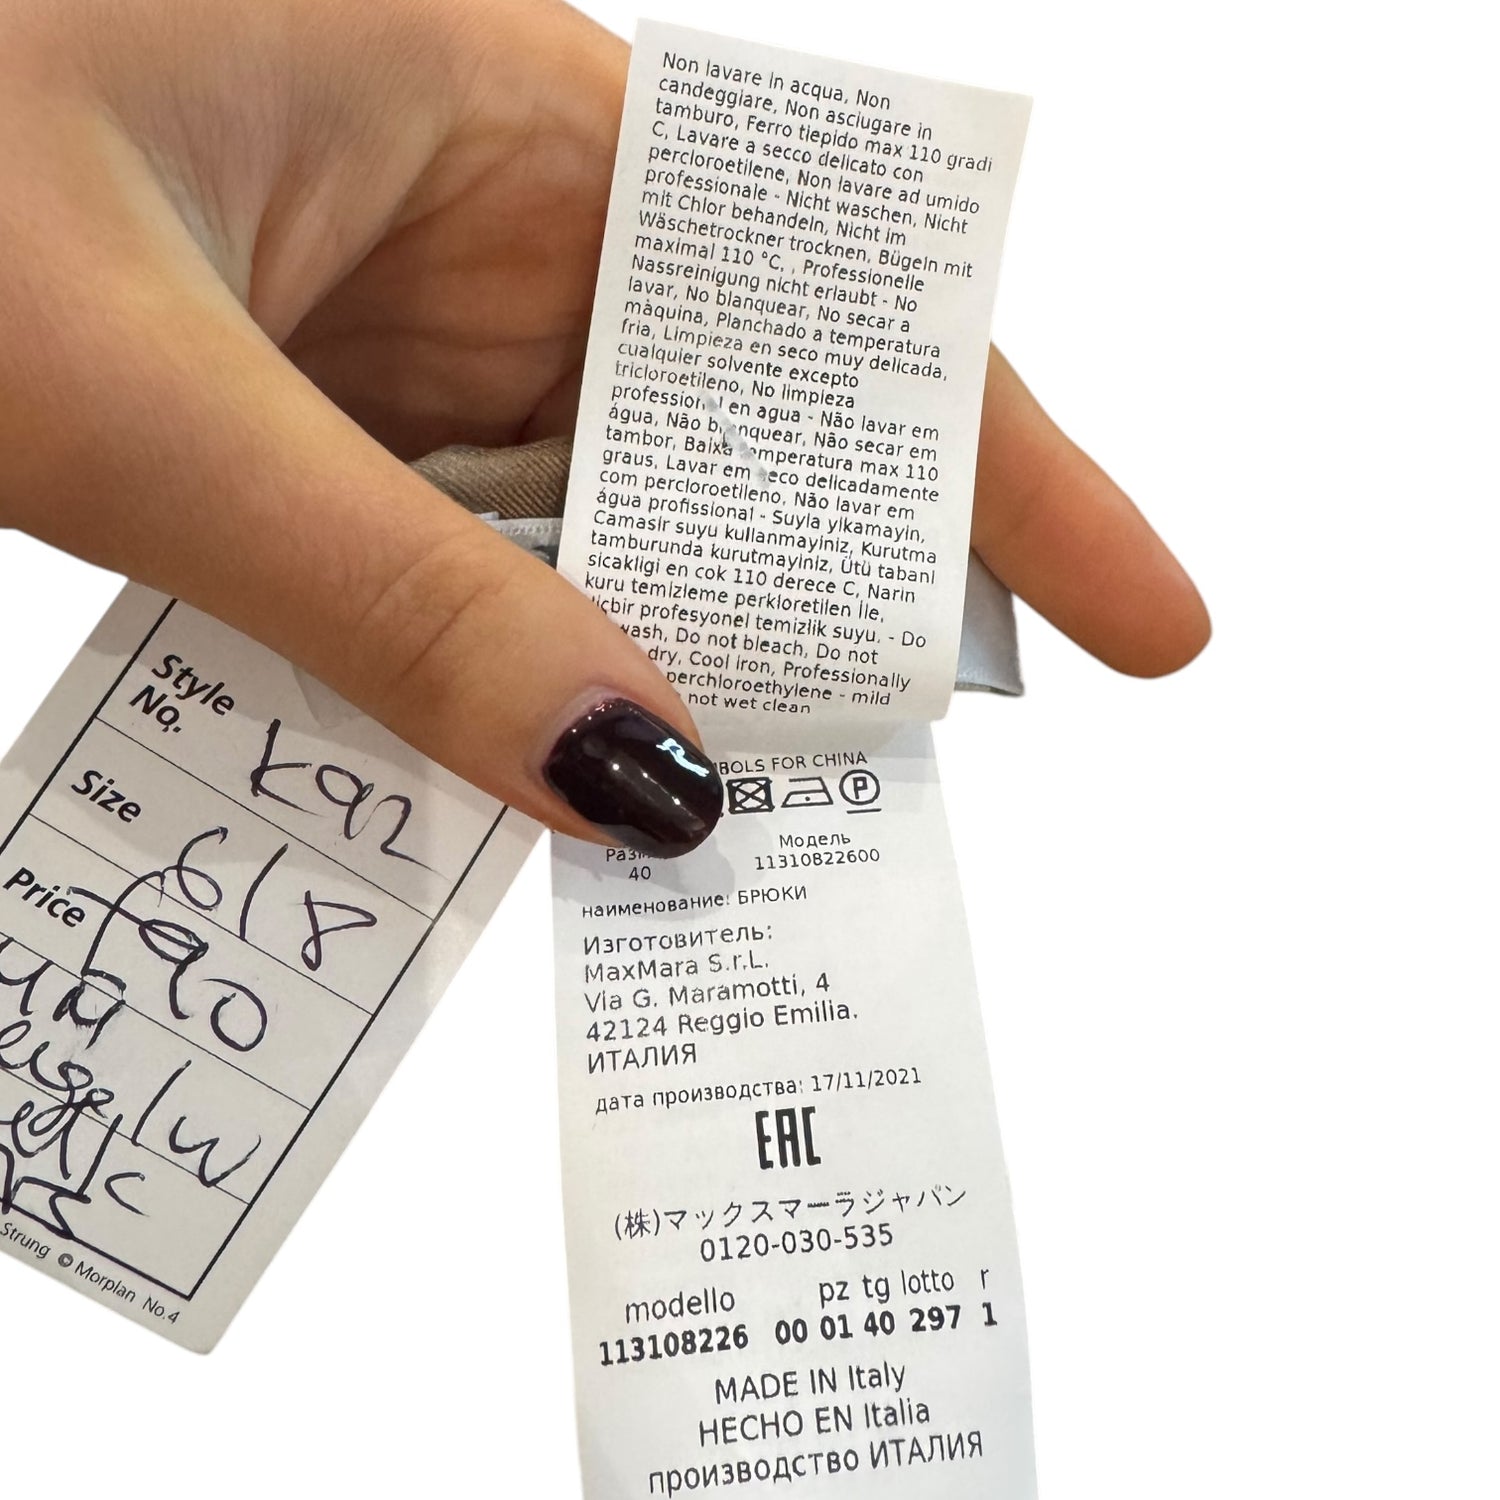 Non lavare in acqua, Non
candeggiare, Non asciugare in
tamburo, Ferro tiepido max 110 gradi
C, Lavare a secco delicato con
percloroetilene, Non lavare ad umido
professionale - Nicht waschen, Nicht
mit Chlor behandeln, Nicht im
Wäschetrockner trocknen, Bügeln mit
maximal 110 °C, , Professionelle
Nassreinigung nicht erlaubt - No
lavar, No blanquear, No secar a
màquina, Planchado a temperatura
fria, Limpieza en seco muy delicada,
cualquier solvente excepto
tricloroetileno, No limpieza
en agua - Não lavar em
água, Não Não secar em
tambor, Baixa max 110
graus, Lavar em delicadamente
com percloroetileno, Não lavar em
água profissional - Suyla yikamayin,
Camasir suyu kullanmayiniz, Kurutma
tamburunda kurutmayiniz, Ütü tabani
sicakligi en cok 110 derece C, Narin
kuru temizleme perkloretilen İle,
profesyonel temizlik suyu. - Do
wash, Do not bleach, Do not
dry, Cool iron, Professionally
perchloroethylene - mild
not wet clean
FOR CHINA
P
Модель
40 11310822600
наименование: БРЮКИ
Изготовитель:
MaxMara S.r.L.
Via G. Maramotti, 4
42124 Reggio Emilia.
ИТАЛИЯ
дата производства: 17/11/2021
EAC
(株)マックスマーラジャパン
0120-030-535
modello pz tg lotto r
113108226 00 01 40 297 1
MADE IN Italy
HECHO EN Italia
производство ИТАЛИЯ
Style
No.
Size 6/8
Price £90
Strung © Morplan No.4